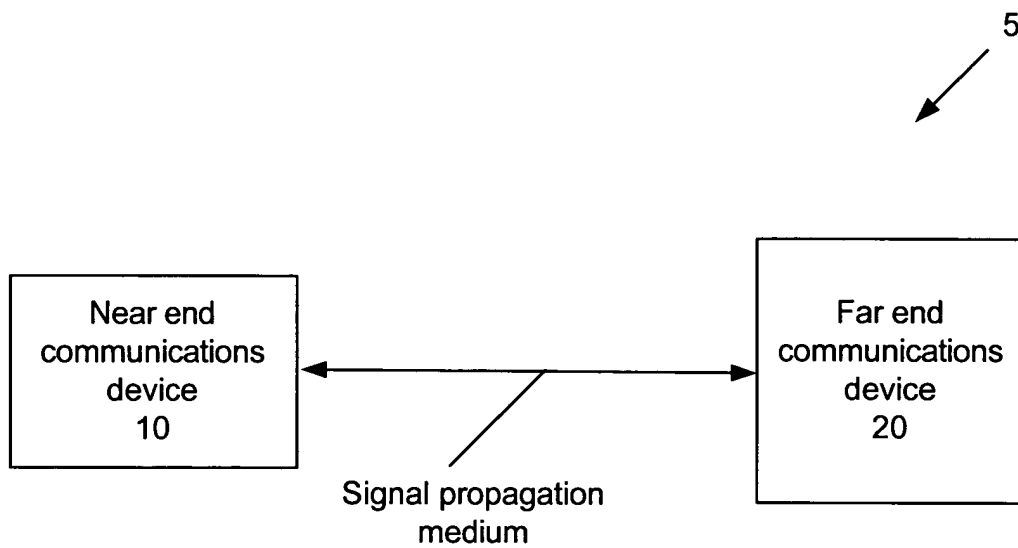 5
Near end
communications
device
10
Far end
communications
device
20
Signal propagation
medium